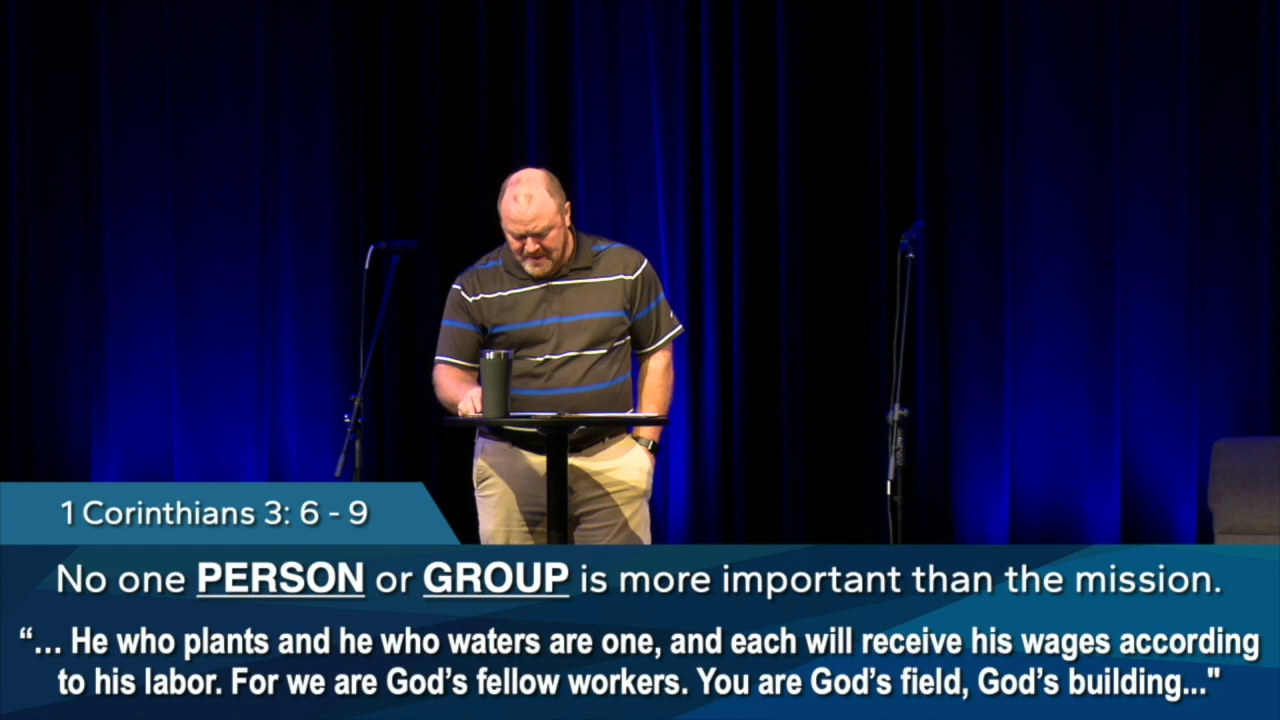 1 Corinthians 3: 6 - 9
No one PERSON or GROUP is more important than the mission.
“... He who plants and he who waters are one, and each will receive his wages according
to his labor. For we are God’s fellow workers. You are God’s field, God’s building..."